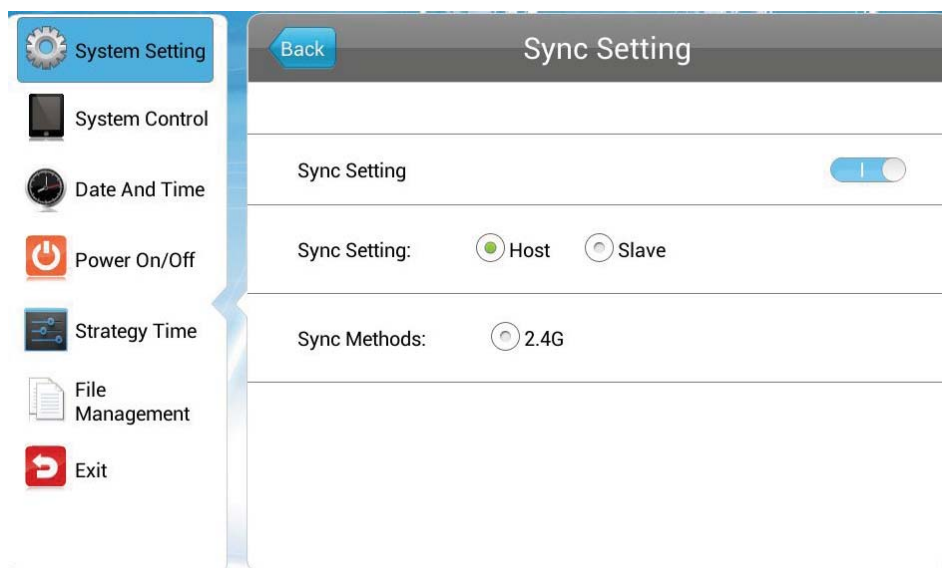 System Setting
System Control
Date And Time
Power On/Off
Strategy Time
File
Management
Exit
Back
Sync Setting
Sync Setting
Sync Setting: Host Slave
Sync Methods: 2.4G